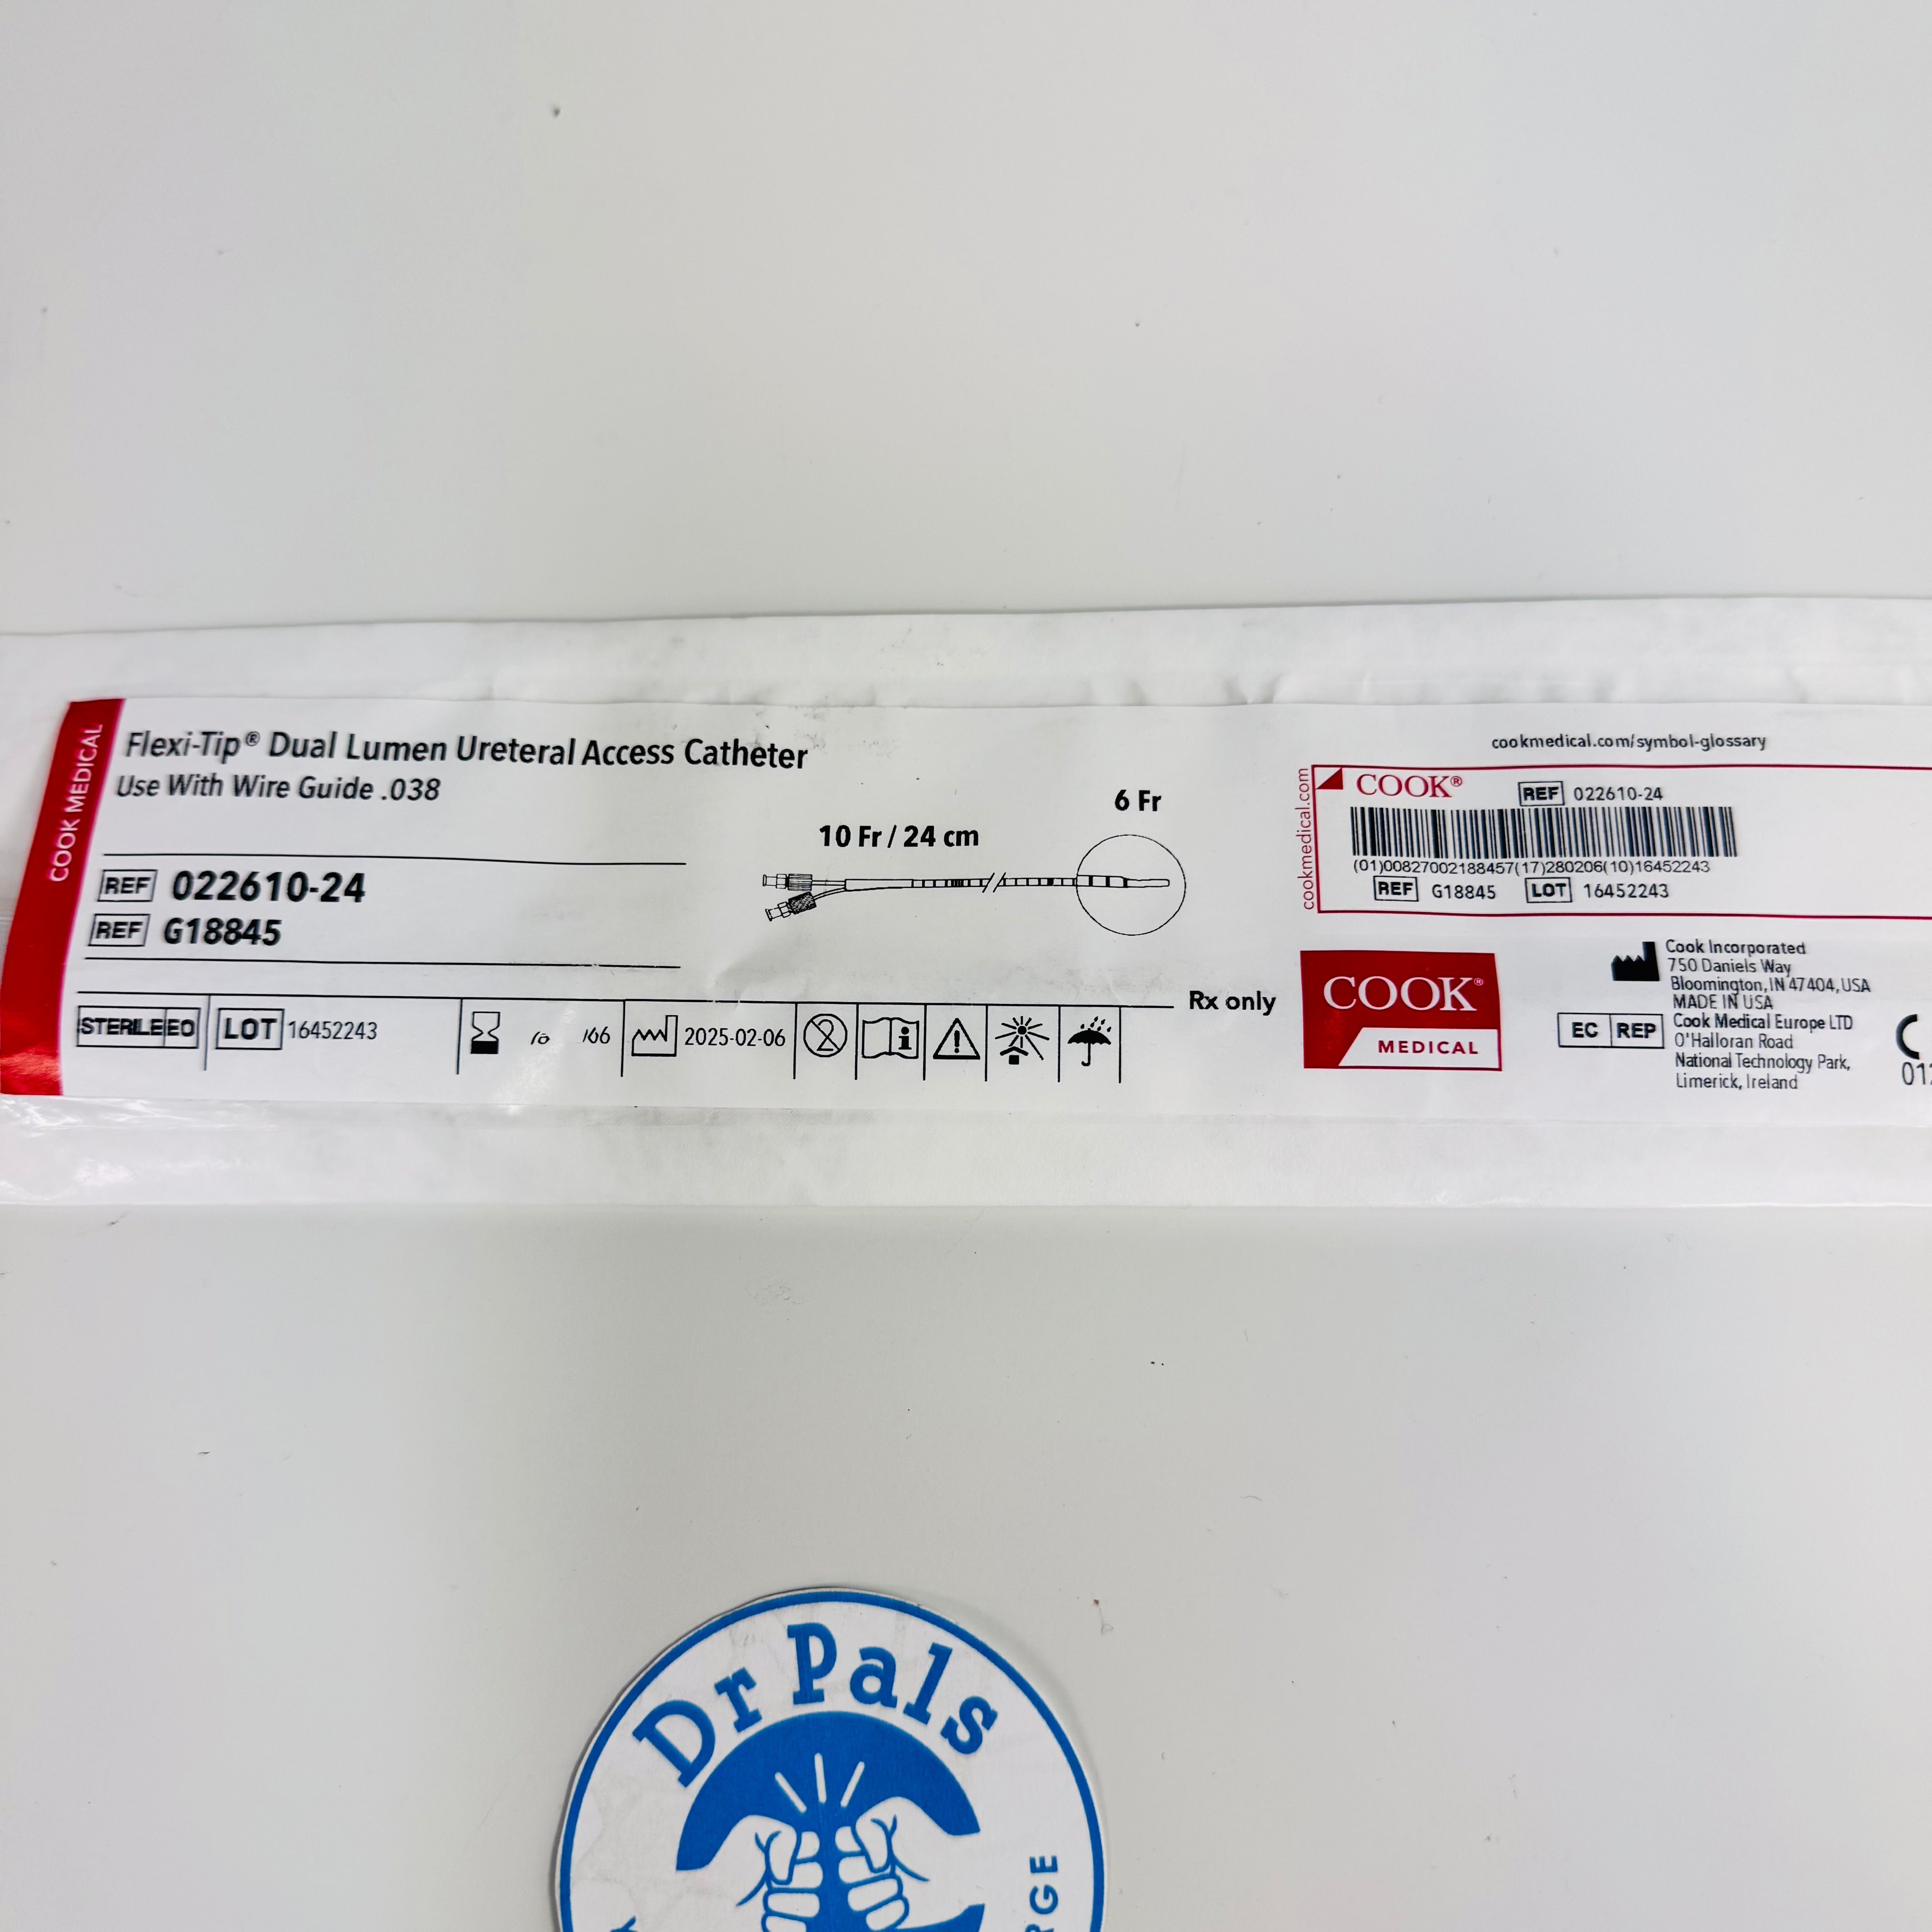 COOK MEDICAL
Flexi-Tip® Dual Lumen Ureteral Access Catheter
Use With Wire Guide .038
6 Fr
10 Fr / 24 cm
REF 022610-24
REF G18845
STERILE EO
LOT 16452243
2025-02-06
Rx only
cookmedical.com/symbol-glossary
cookmedical.com
COOK®
REF 022610-24
(01)00827002188457(17)280206(10)16452243
REF G18845 LOT 16452243
COOK®
MEDICAL
Cook Incorporated
750 Daniels Way
Bloomington, IN 47404, USA
MADE IN USA
EC REP
Cook Medical Europe LTD
O'Halloran Road
National Technology Park,
Limerick, Ireland
Dr Pals